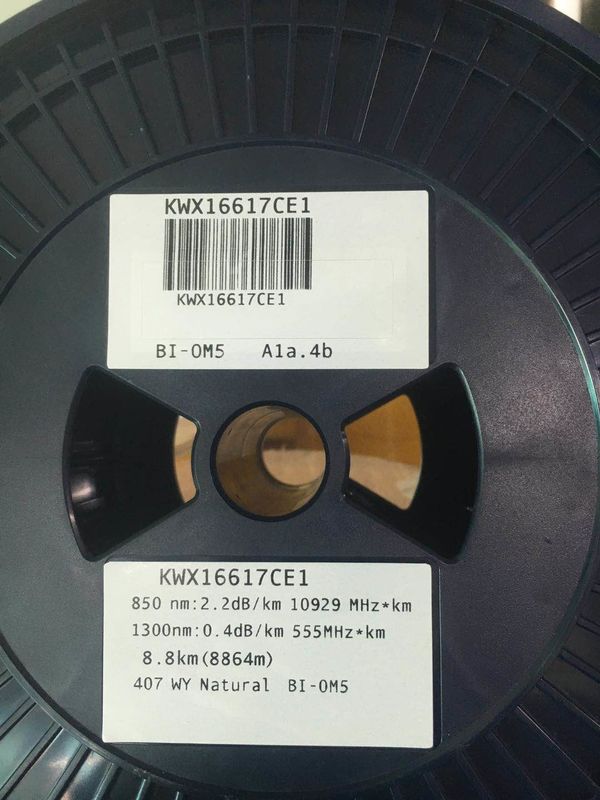 KWX16617CE1
KWX16617CE1
BI-OM5 A1a.4b
KWX16617CE1
850 nm:2.2dB/km 10929 MHz*km
1300nm:0.4dB/km 555MHz*km
8.8km(8864m)
407 WY Natural BI-OM5